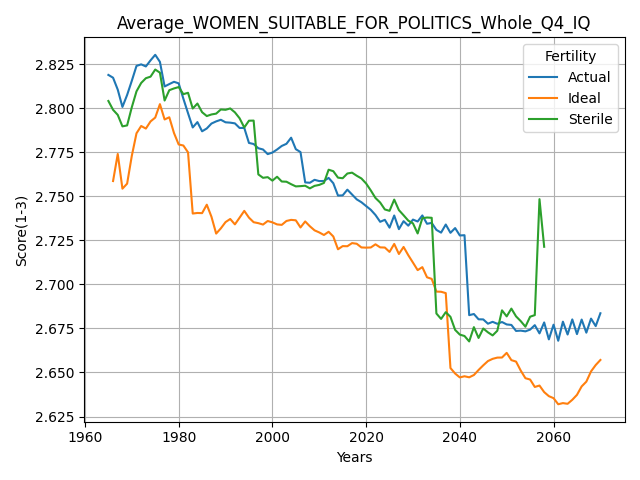 Average_WOMEN_SUITABLE_FOR_POLITICS_Whole_Q4_IQ
Fertility
Actual
Ideal
Sterile
Score(1-3)
2.825
2.800
2.775
2.750
2.725
2.700
2.675
2.650
2.625
1960 1980 2000 2020 2040 2060
Years